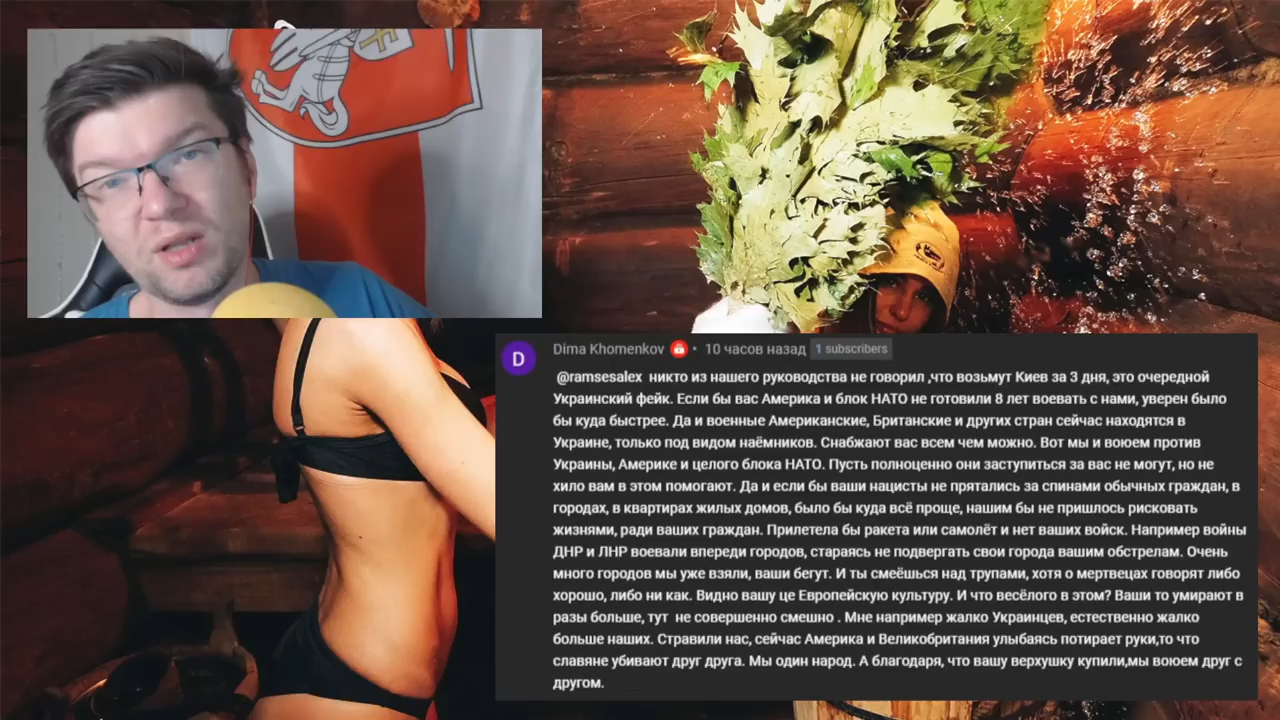 Dima Khomenkov • 10 часов назад 1 subscribers
@ramsesalex никто из нашего руководства не говорил ,что возьмут Киев за 3 дня, это очередной
Украинский фейк. Если бы вас Америка и блок НАТО не готовили 8 лет воевать с нами, уверен было
бы куда быстрее. Да и военные Американские, Британские и других стран сейчас находятся в
Украине, только под видом наёмников. Снабжают вас всем чем можно. Вот мы и воюем против
Украины, Америке и целого блока НАТО. Пусть полноценно они заступиться за вас не могут, но не
хило вам в этом помогают. Да и если бы ваши нацисты не прятались за спинами обычных граждан, в
городах, в квартирах жилых домов, было бы куда всё проще, нашим бы не пришлось рисковать
жизнями, ради ваших граждан. Прилетела бы ракета или самолёт и нет ваших войск. Например войны
ДНР и ЛНР воевали впереди городов, стараясь не подвергать свои города вашим обстрелам. Очень
много городов мы уже взяли, ваши бегут. И ты смеёшься над трупами, хотя о мертвецах говорят либо
хорошо, либо ни как. Видно вашу це Европейскую культуру. И что весёлого в этом? Ваши то умирают в
разы больше, тут не совершенно смешно . Мне например жалко Украинцев, естественно жалко
больше наших. Стравили нас, сейчас Америка и Великобритания улыбаясь потирает руки,то что
славяне убивают друг друга. Мы один народ. А благодаря, что вашу верхушку купили,мы воюем друг с
другом.
D